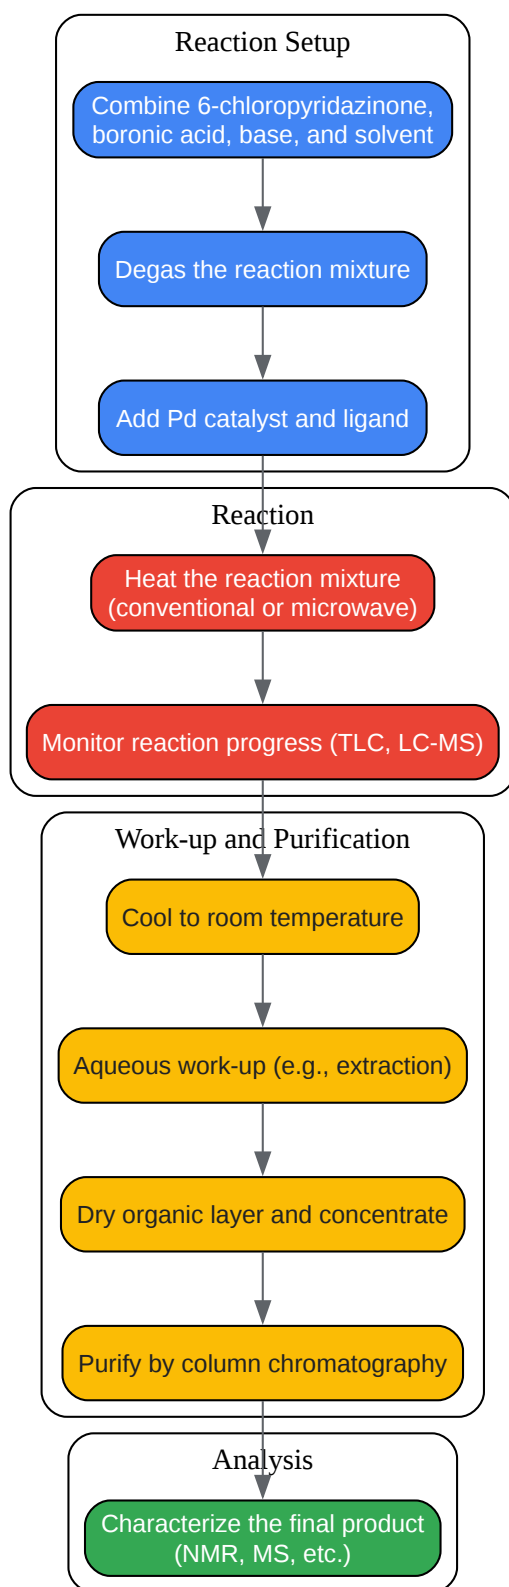 Reaction Setup
Combine 6-chloropyridazinone,
boronic acid, base, and solvent
Degas the reaction mixture
Add Pd catalyst and ligand
Reaction
Heat the reaction mixture
(conventional or microwave)
Monitor reaction progress (TLC, LC-MS)
Work-up and Purification
Cool to room temperature
Aqueous work-up (e.g., extraction)
Dry organic layer and concentrate
Purify by column chromatography
Analysis
Characterize the final product
(NMR, MS, etc.)